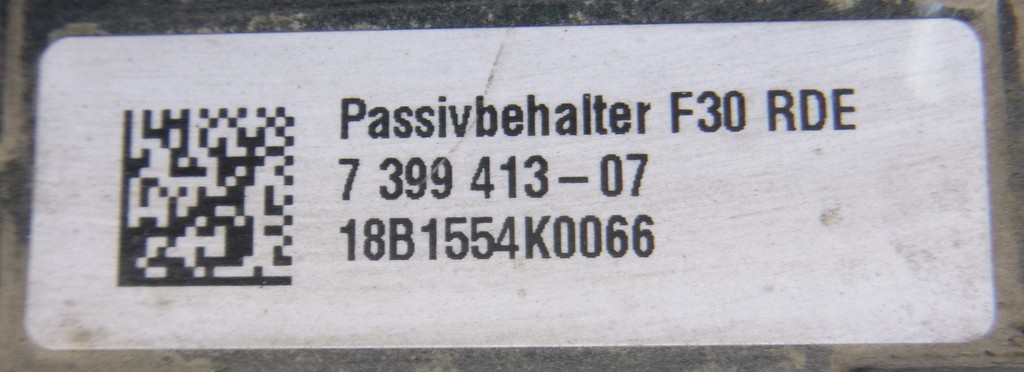 Passivbehalter F30 RDE
7 399 413-07
18B1554K0066